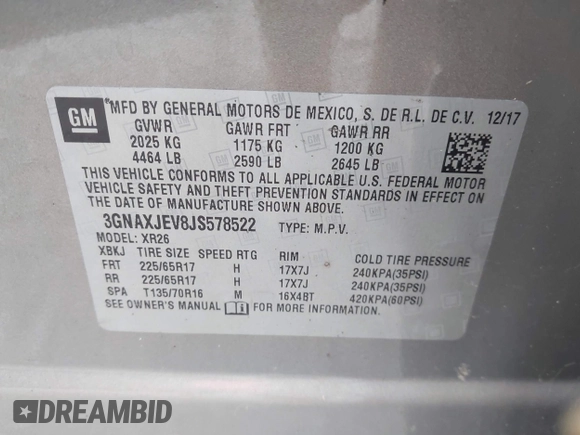 GM
MFD BY GENERAL MOTORS DE MEXICO, S. DE R.L. DE C.V. 12/17
GVWR GAWR FRT GAWR RR
2025 KG 1175 KG 1200 KG
4464 LB 2590 LB 2645 LB
THIS VEHICLE CONFORMS TO ALL APPLICABLE U.S. FEDERAL MOTOR
VEHICLE SAFETY AND THEFT PREVENTION STANDARDS IN EFFECT ON
THE DATE OF MANUFACTURE SHOWN ABOVE.
3GNAXJEV8JS578522 TYPE: M.P.V.
MODEL: XR26
XBKJ TIRE SIZE SPEED RTG RIM COLD TIRE PRESSURE
FRT 225/65R17 H 17X7J 240KPA(35PSI)
RR 225/65R17 H 17X7J 240KPA(35PSI)
SPA T135/70R16 M 16X4BT 420KPA(60PSI)
SEE OWNER'S MANUAL FOR MORE INFORMATION.
DREAMBID